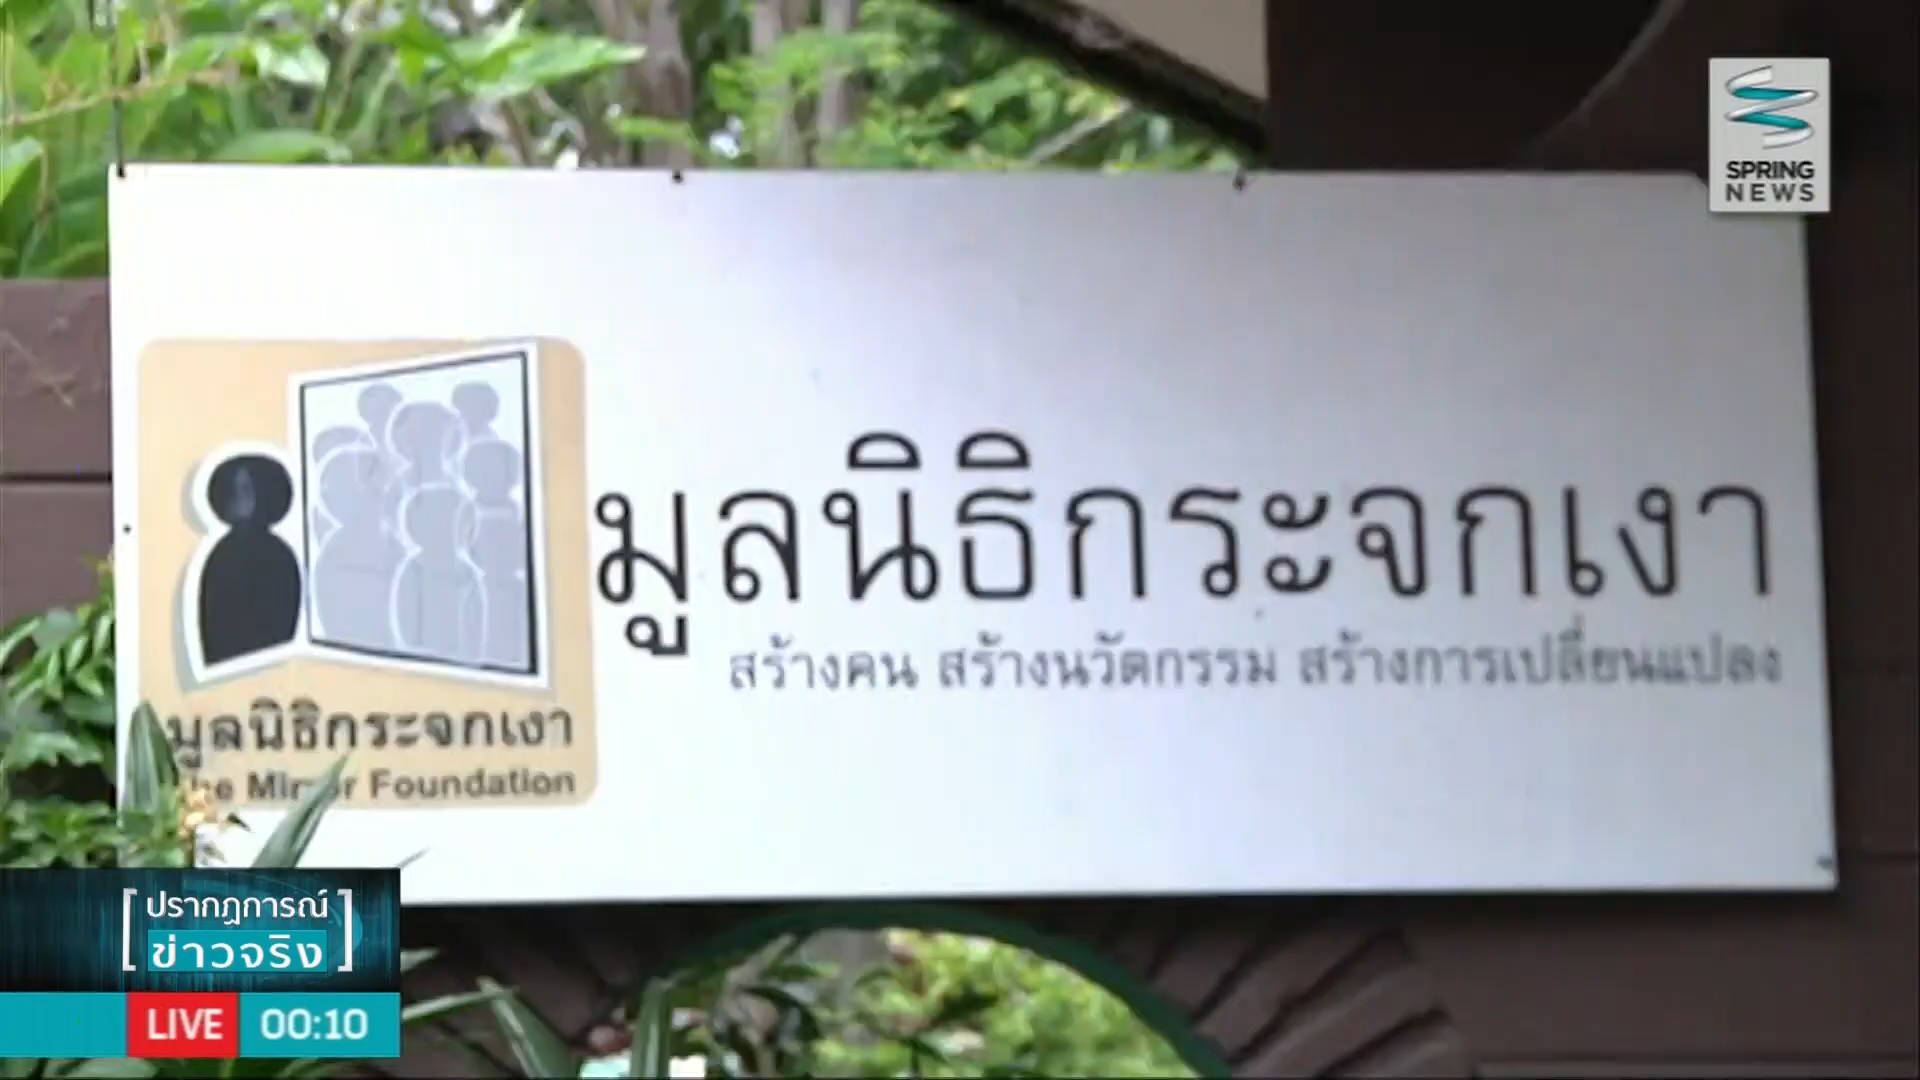 SPRING
NEWS
มูลนิธิกระจกเงา
สร้างคน สร้างนวัตกรรม สร้างการเปลี่ยนแปลง
มูลนิธิกระจกเงา
Foundation
ปรากฏการณ์
ข่าวจริง
LIVE 00:10